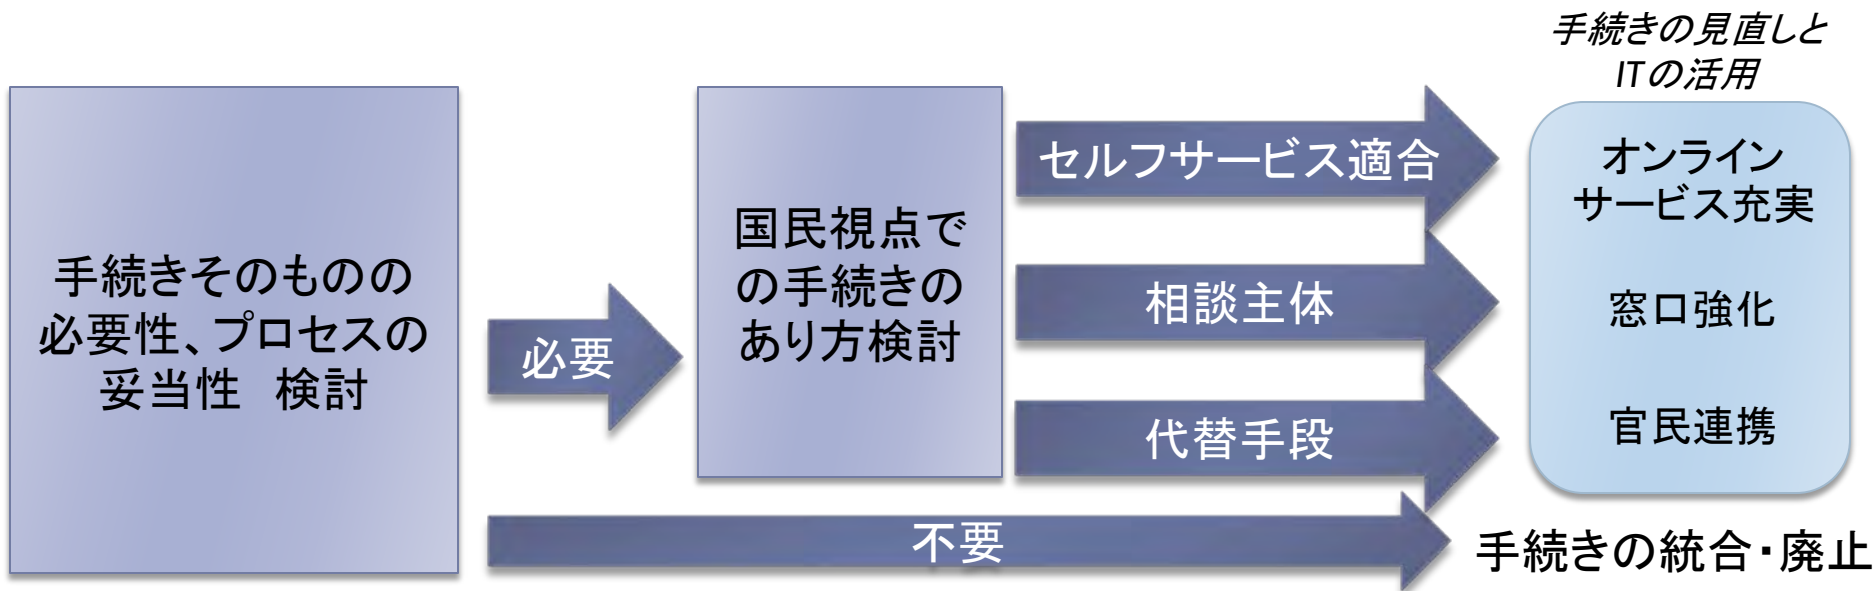 手続きそのものの
必要性、プロセスの
妥当性　検討
必要
国民視点で
の手続きの
あり方検討
セルフサービス適合
相談主体
代替手段
不要
手続きの見直しと
ITの活用
オンライン
サービス充実
窓口強化
官民連携
手続きの統合・廃止